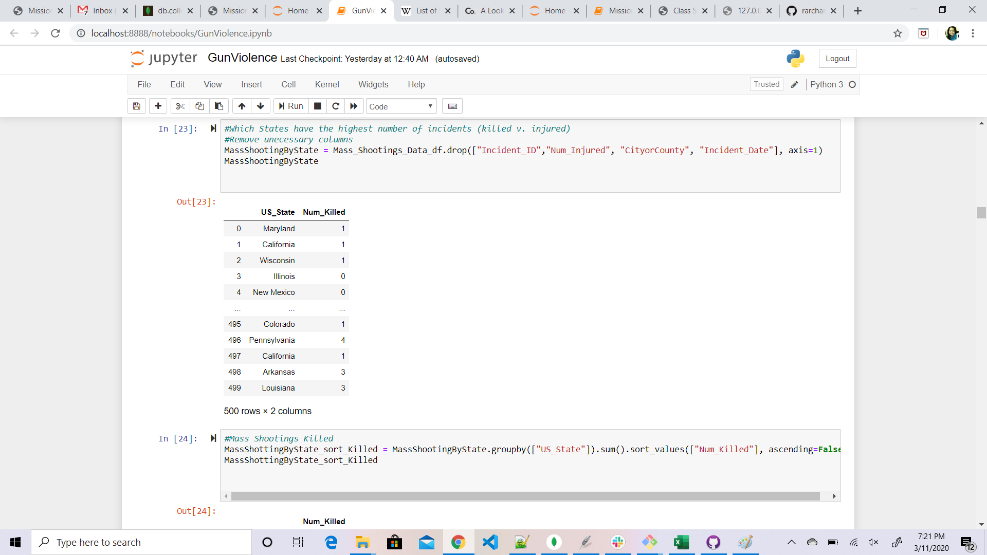 Mission
Inbox
db.coll
Mission
Home
GunVi
List of
A Look
Home
Mission
Class S
127.0.0
rarcha
localhost:8888/notebooks/GunViolence.ipynb
jupyter GunViolence Last Checkpoint: Yesterday at 12:40 AM (autosaved)
Logout
File Edit View Insert Cell Kernel Widgets Help
Trusted
Python 3
Run
Code
In [23]:
#Which States have the highest number of incidents (killed v. injured)
#Remove unecessary columns
MassShootingByState = Mass_Shootings_Data_df.drop(["Incident_ID","Num_Injured", "CityorCounty", "Incident_Date"], axis=1)
MassShootingByState
Out[23]:
US_State Num_Killed
0 Maryland 1
1 California 1
2 Wisconsin 1
3 Illinois 0
4 New Mexico 0
... ... ...
495 Colorado 1
496 Pennsylvania 4
497 California 1
498 Arkansas 3
499 Louisiana 3
500 rows × 2 columns
In [24]:
#Mass Shootings Killed
MassShottingByState_sort_Killed = MassShootingByState.groupby(["US_State"]).sum().sort_values(["Num_Killed"], ascending=False
MassShottingByState_sort_Killed
Out[24]:
Num_Killed
Type here to search
7:21 PM
3/11/2020
12